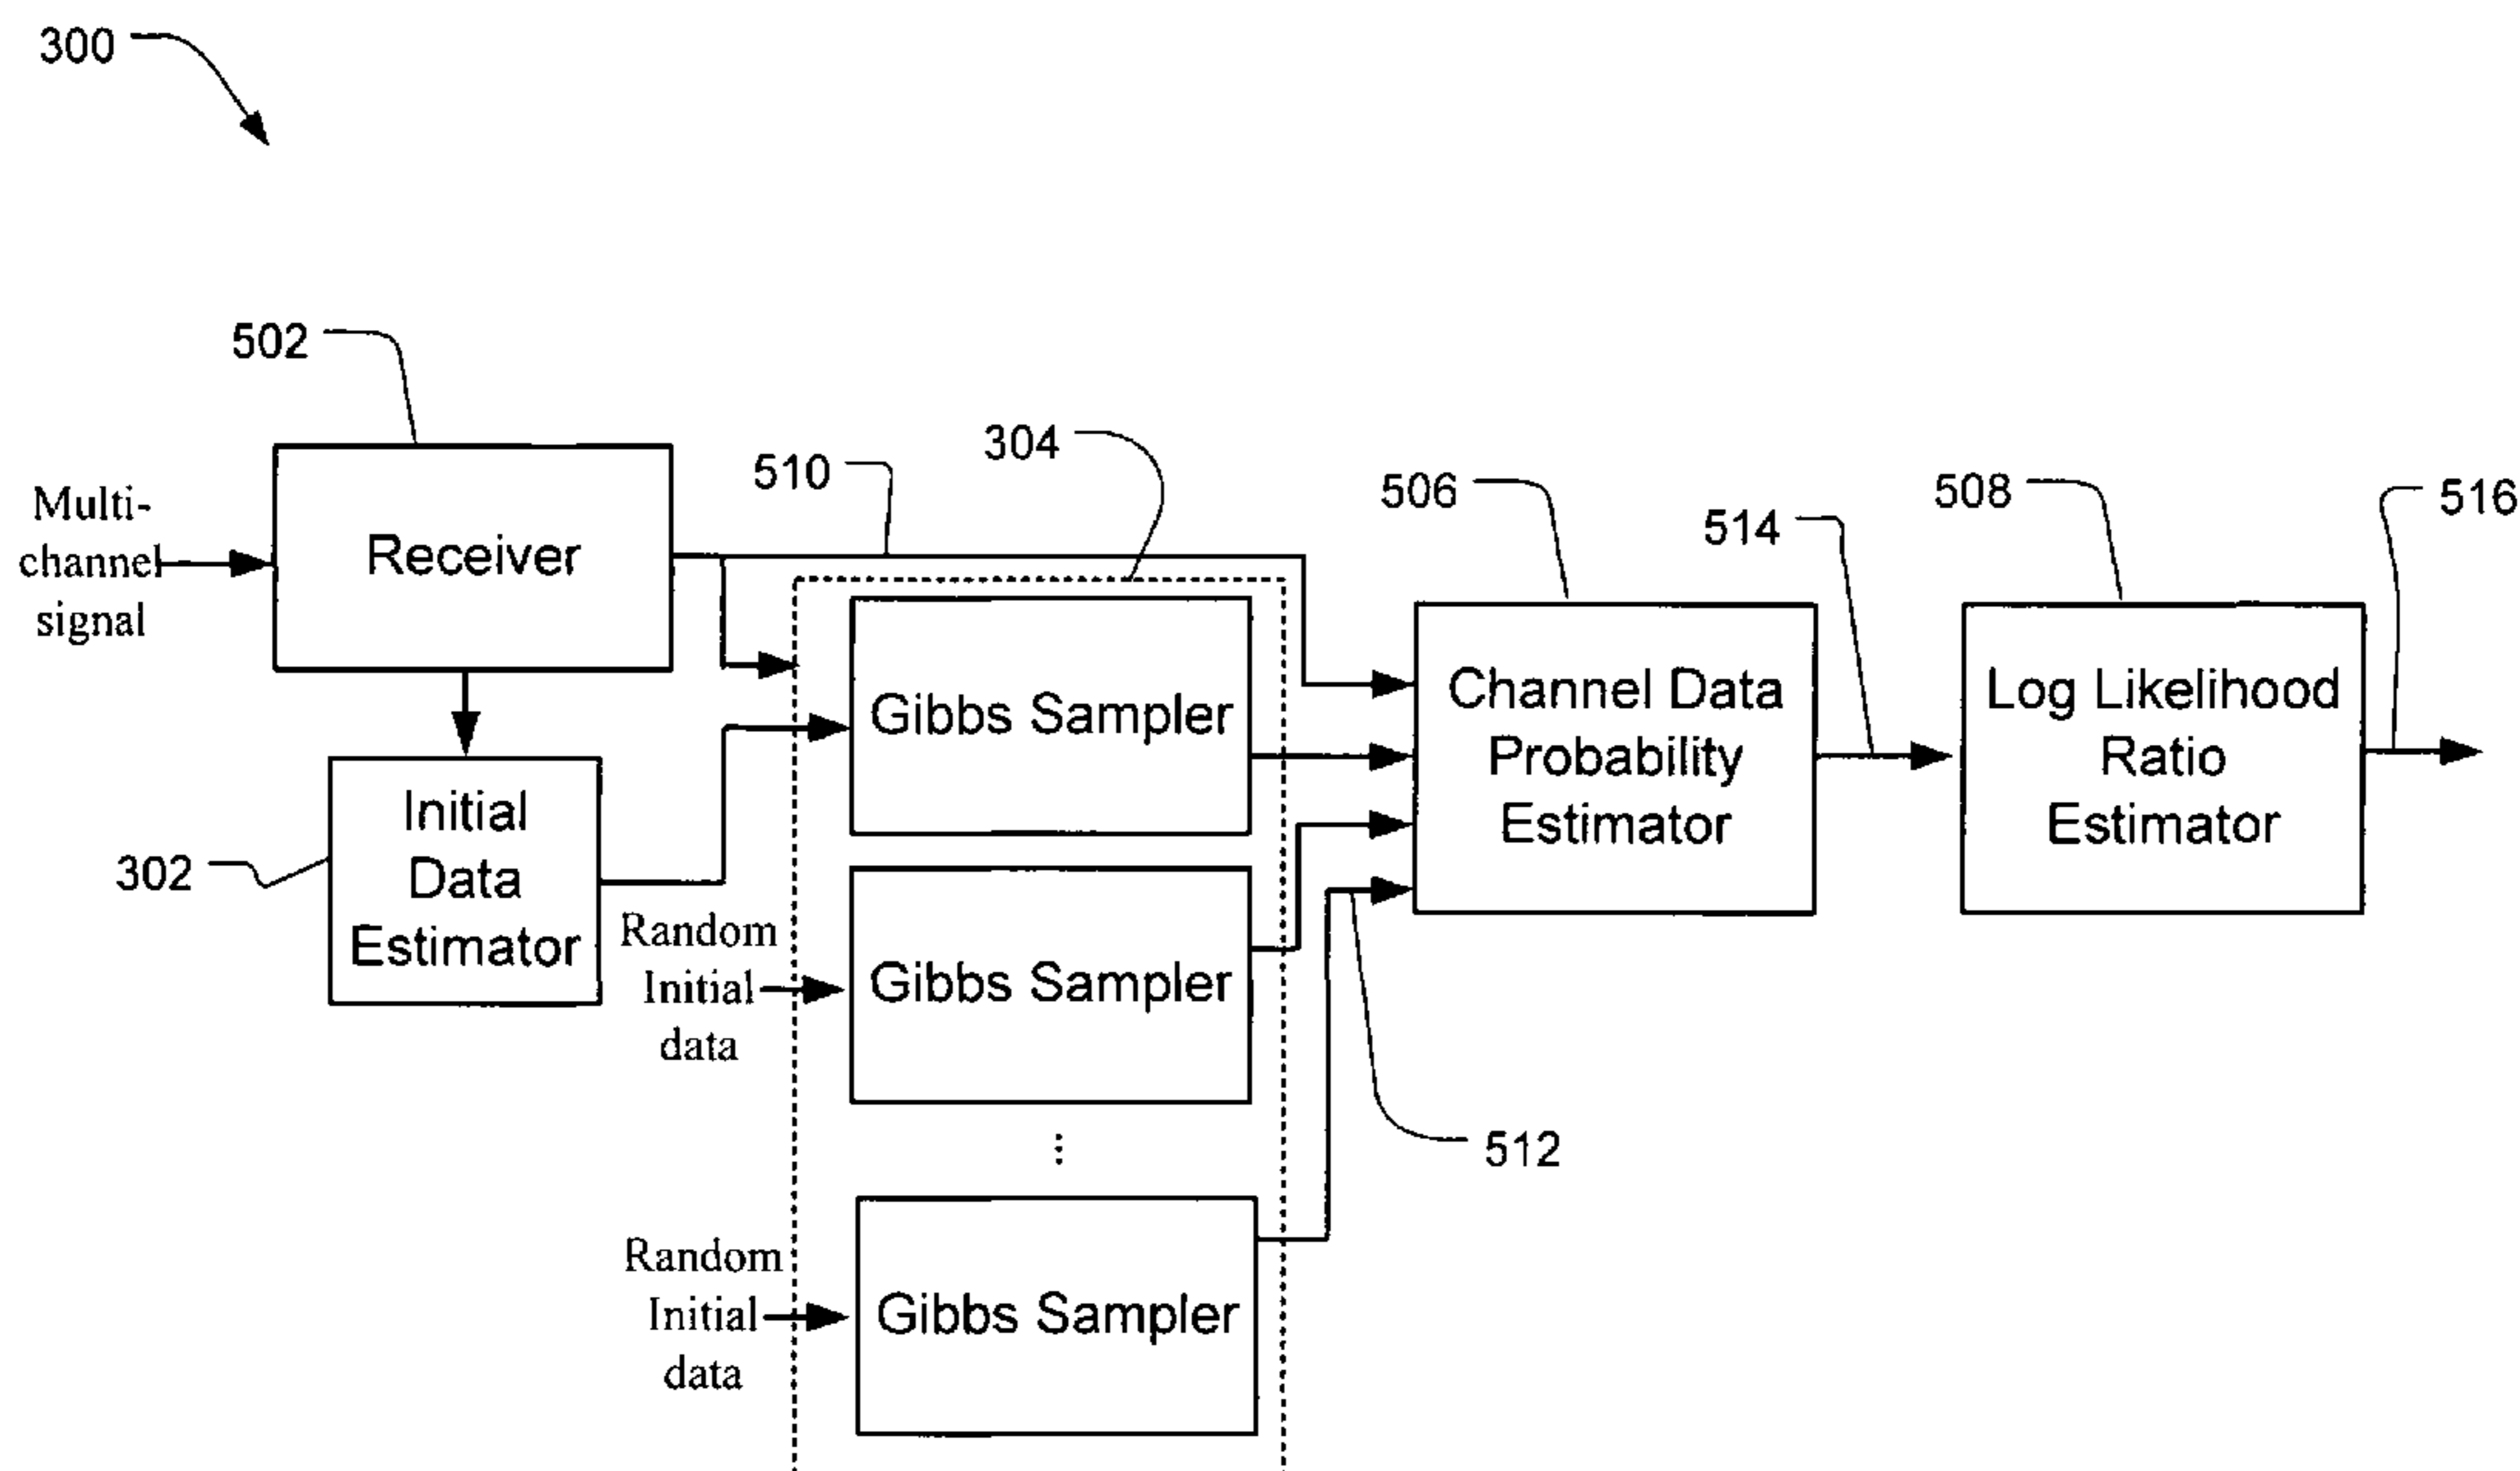 300
502
304
510
506
508
516
514
Multi-
channel
signal
Receiver
Gibbs Sampler
Channel Data
Probability
Estimator
Log Likelihood
Ratio
Estimator
302
Initial
Data
Estimator
Random
Initial
data
Gibbs Sampler
512
⋮
Random
Initial
data
Gibbs Sampler